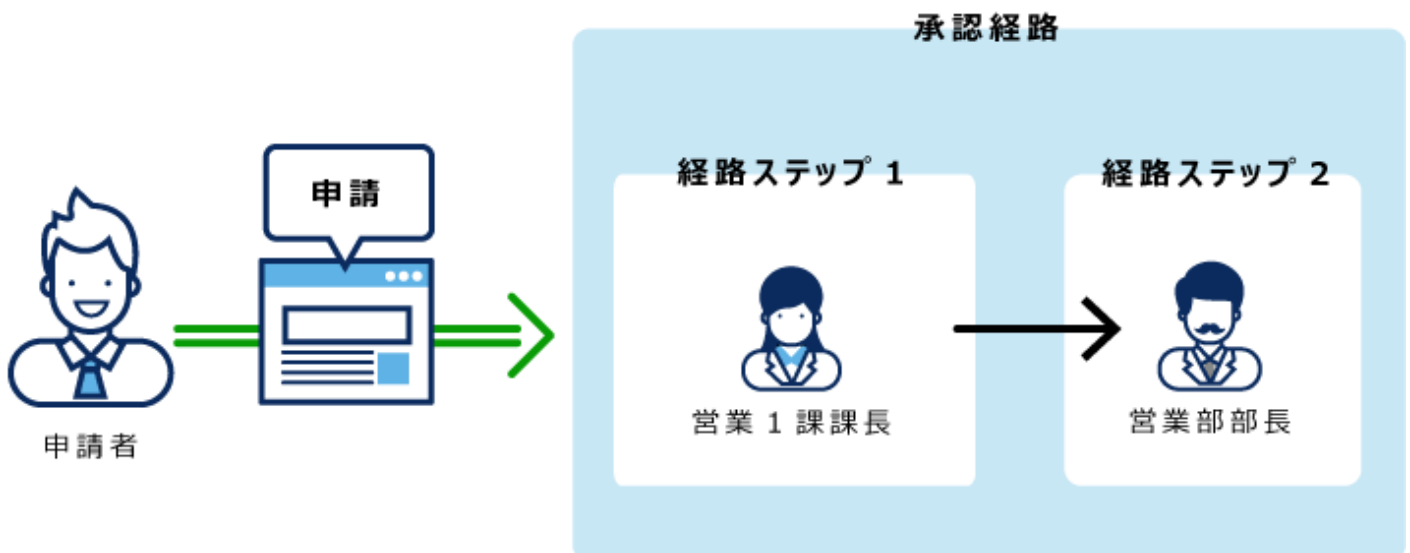 承認経路
経路ステップ 1
経路ステップ 2
申請
申請者
営業1課課長
営業部部長